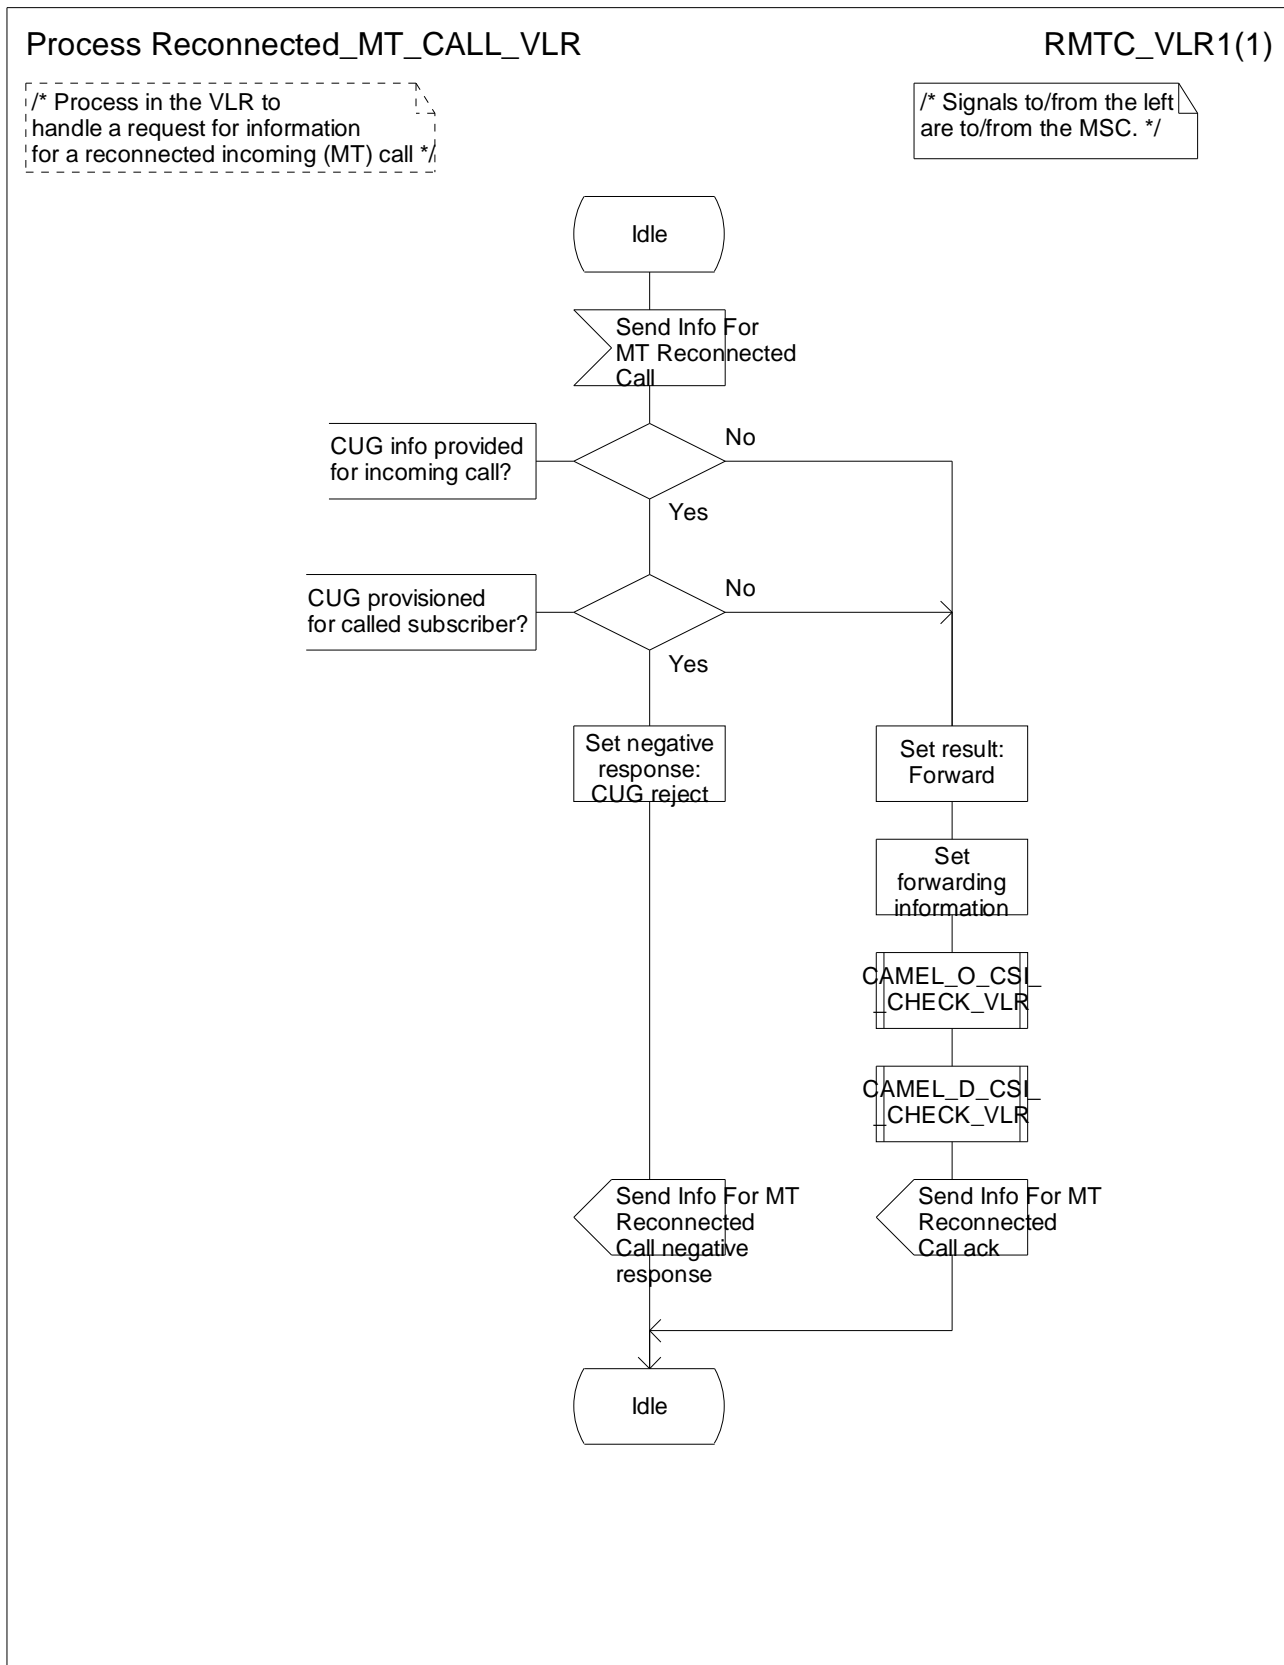 Process Reconnected_MT_CALL_VLR
RMTC_VLR1(1)
/* Process in the VLR to
handle a request for information
for a reconnected incoming (MT) call */
/* Signals to/from the left
are to/from the MSC. */
Idle
Send Info For
MT Reconnected
Call
CUG info provided
for incoming call?
No
Yes
CUG provisioned
for called subscriber?
No
Yes
Set negative
response:
CUG reject
Set result:
Forward
Set
forwarding
information
CAMEL_O_CSI_
_CHECK_VLR
CAMEL_D_CSI_
_CHECK_VLR
Send Info For MT
Reconnected
Call negative
response
Send Info For MT
Reconnected
Call ack
Idle